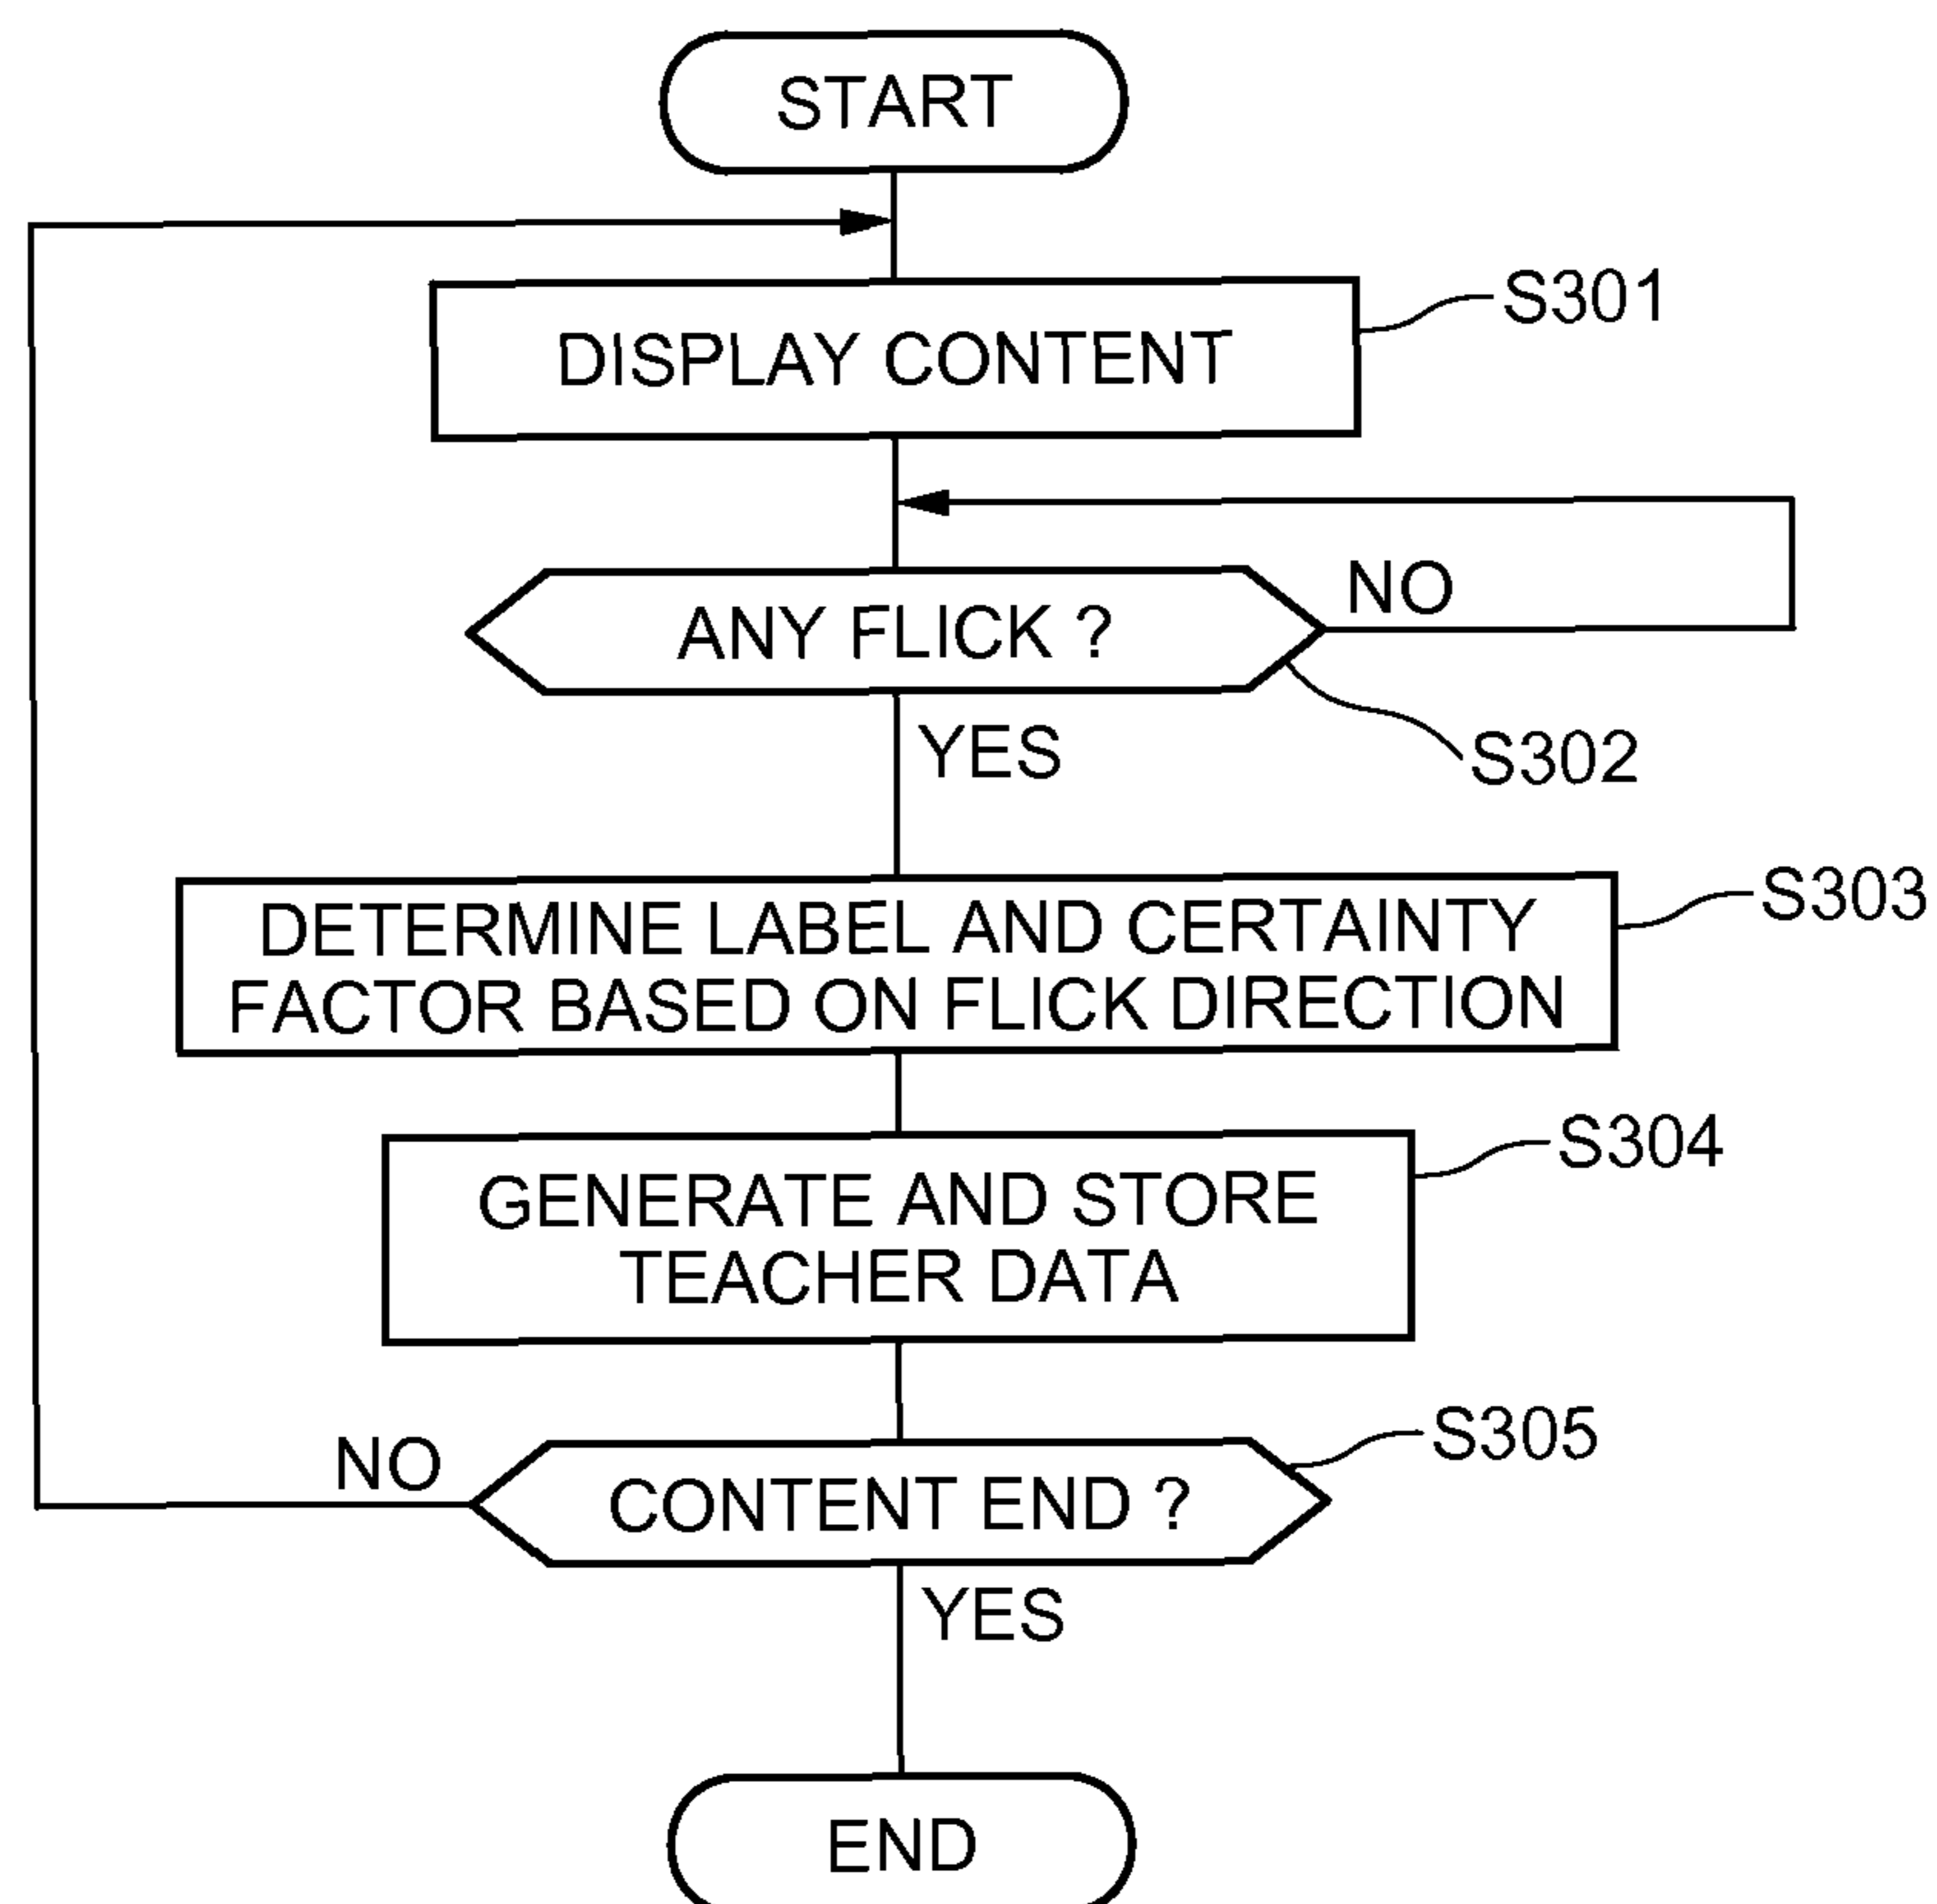 START
DISPLAY CONTENT
S301
ANY FLICK ?
NO
S302
YES
DETERMINE LABEL AND CERTAINTY
FACTOR BASED ON FLICK DIRECTION
S303
GENERATE AND STORE
TEACHER DATA
S304
CONTENT END ?
S305
NO
YES
END